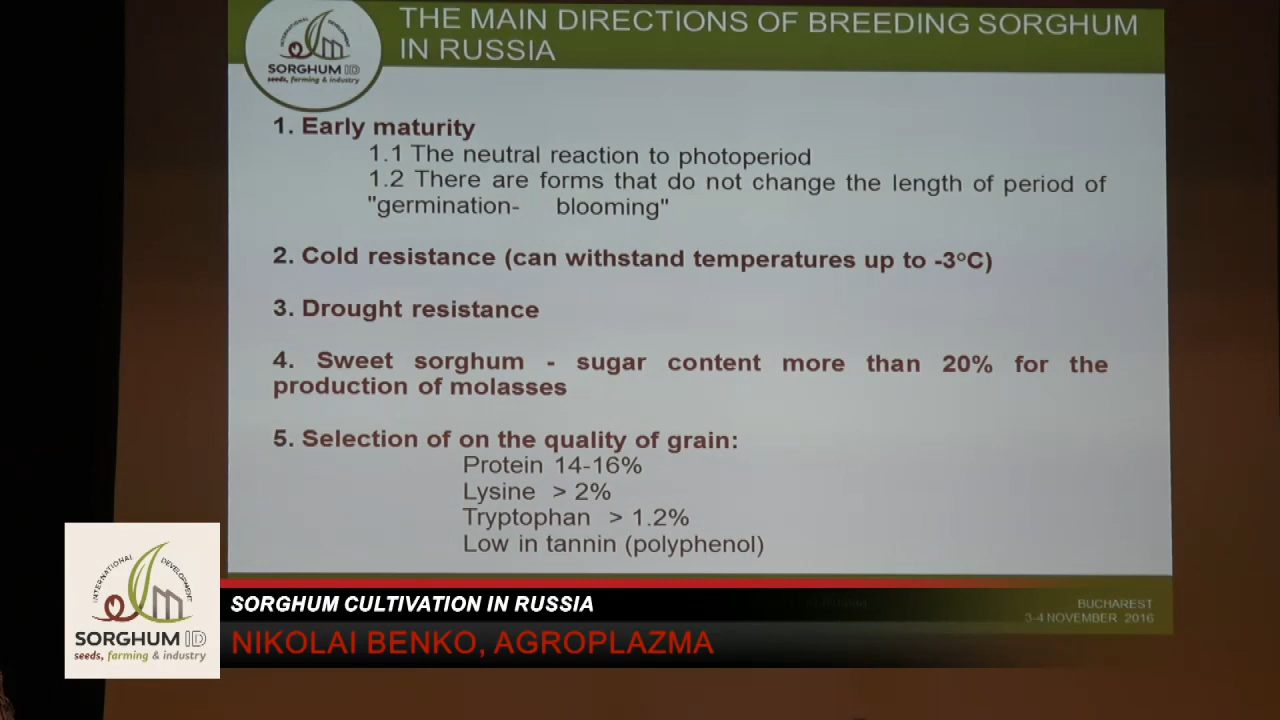 THE MAIN DIRECTIONS OF BREEDING SORGHUM
IN RUSSIA
INTERNATIONAL DEVELOPMENT
SORGHUM ID
seeds, farming & industry
1. Early maturity
1.1 The neutral reaction to photoperiod
1.2 There are forms that do not change the length of period of
"germination- blooming"
2. Cold resistance (can withstand temperatures up to -3°C)
3. Drought resistance
4. Sweet sorghum - sugar content more than 20% for the
production of molasses
5. Selection of on the quality of grain:
Protein 14-16%
Lysine > 2%
Tryptophan > 1.2%
Low in tannin (polyphenol)
BUCHAREST
3-4 NOVEMBER 2016
INTERNATIONAL DEVELOPMENT
SORGHUM ID
seeds, farming & industry
SORGHUM CULTIVATION IN RUSSIA
NIKOLAI BENKO, AGROPLAZMA